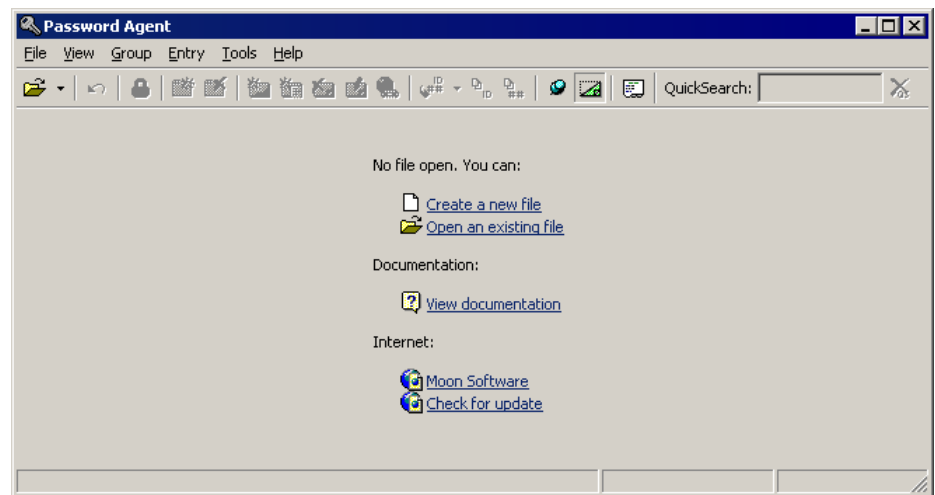 Password Agent
File View Group Entry Tools Help
QuickSearch:
No file open. You can:
Create a new file
Open an existing file
Documentation:
View documentation
Internet:
Moon Software
Check for update